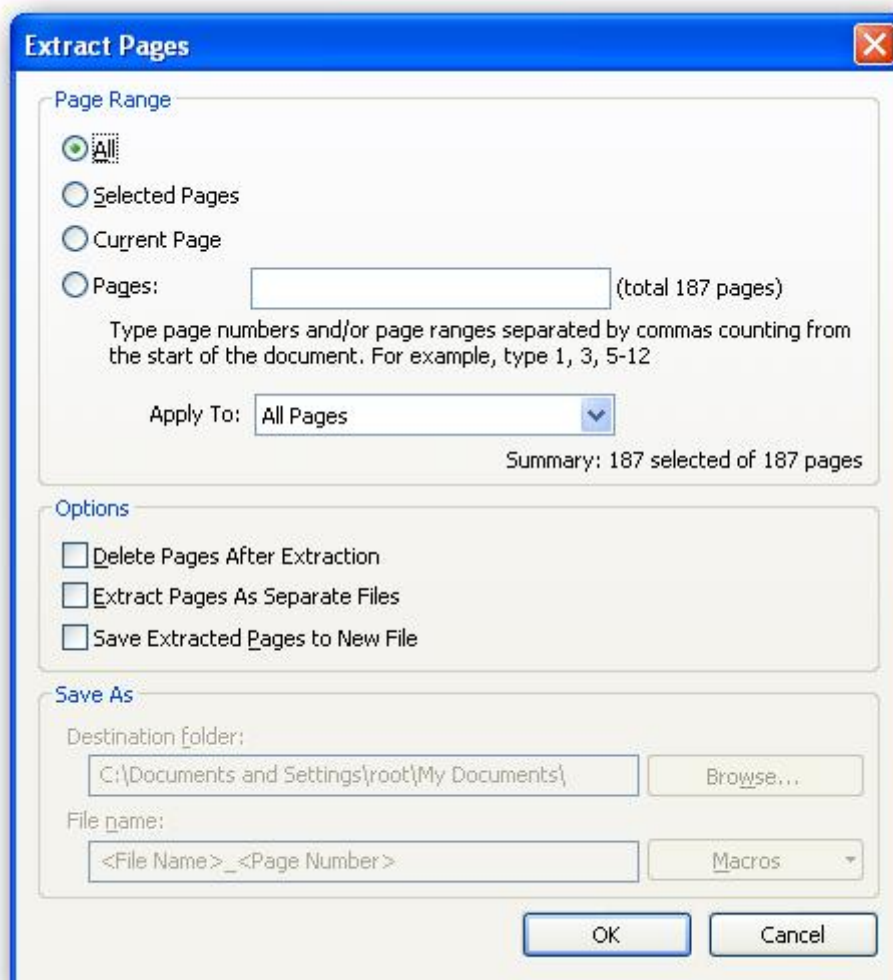 Extract Pages
Page Range
All
Selected Pages
Current Page
Pages: (total 187 pages)
Type page numbers and/or page ranges separated by commas counting from
the start of the document. For example, type 1, 3, 5-12
Apply To: All Pages
Summary: 187 selected of 187 pages
Options
Delete Pages After Extraction
Extract Pages As Separate Files
Save Extracted Pages to New File
Save As
Destination folder:
C:\Documents and Settings\root\My Documents\ Browse...
File name:
<File Name>_<Page Number> Macros
OK Cancel